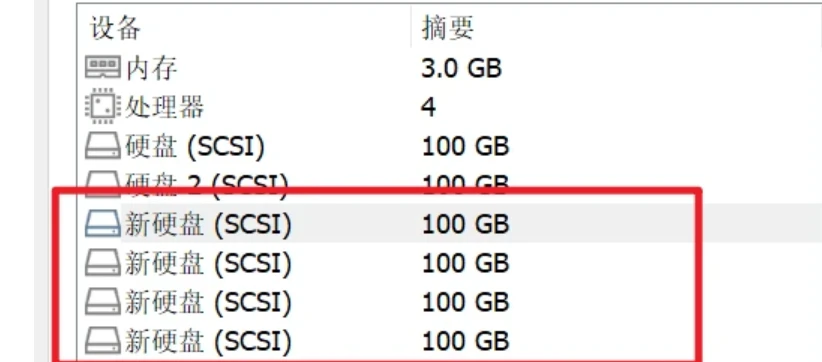 设备 摘要
内存 3.0 GB
处理器 4
硬盘 (SCSI) 100 GB
硬盘 2 (SCSI) 100 GB
新硬盘 (SCSI) 100 GB
新硬盘 (SCSI) 100 GB
新硬盘 (SCSI) 100 GB
新硬盘 (SCSI) 100 GB